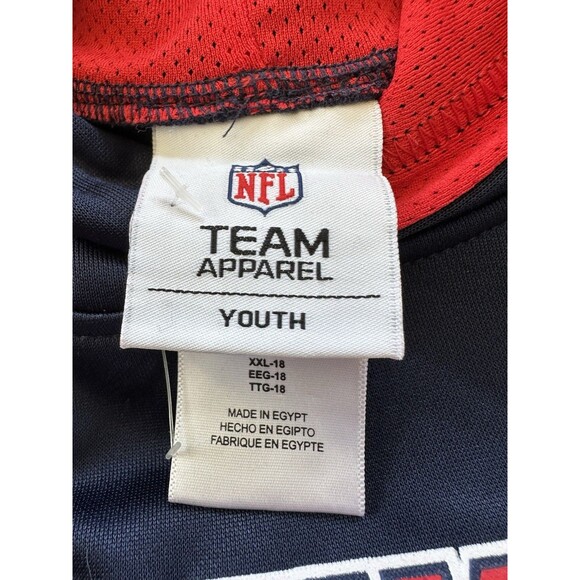 NFL
TEAM
APPAREL
YOUTH
XXL-18
EEG-18
TTG-18
MADE IN EGYPT
HECHO EN EGIPTO
FABRIQUE EN EGYPTE